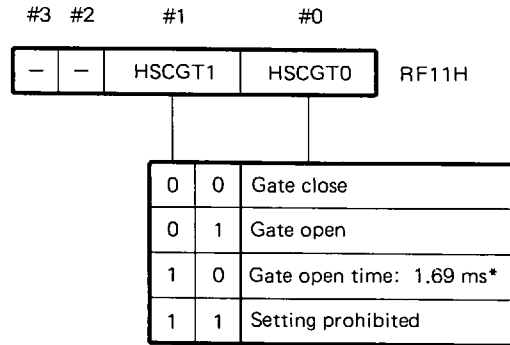 #3 #2 #1 #0
– – HSCGT1 HSCGT0 RF11H
0 0 Gate close
0 1 Gate open
1 0 Gate open time: 1.69 ms*
1 1 Setting prohibited